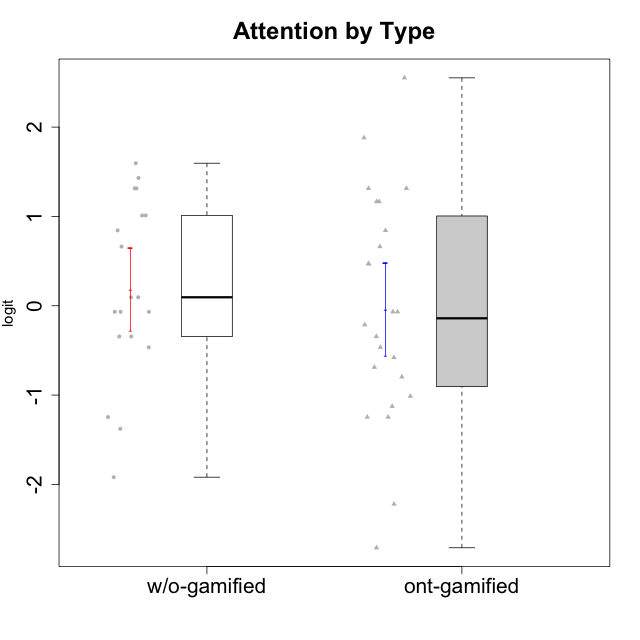 Attention by Type
logit
2
1
0
-1
-2
w/o-gamified
ont-gamified